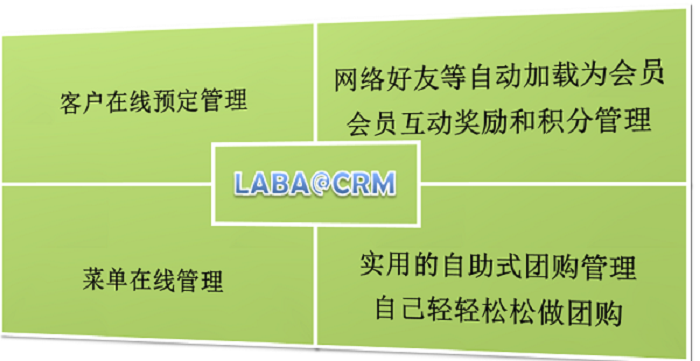 客户在线预定管理
网络好友等自动加载为会员
会员互动奖励和积分管理
LABA@CRM
菜单在线管理
实用的自助式团购管理
自己轻轻松松做团购